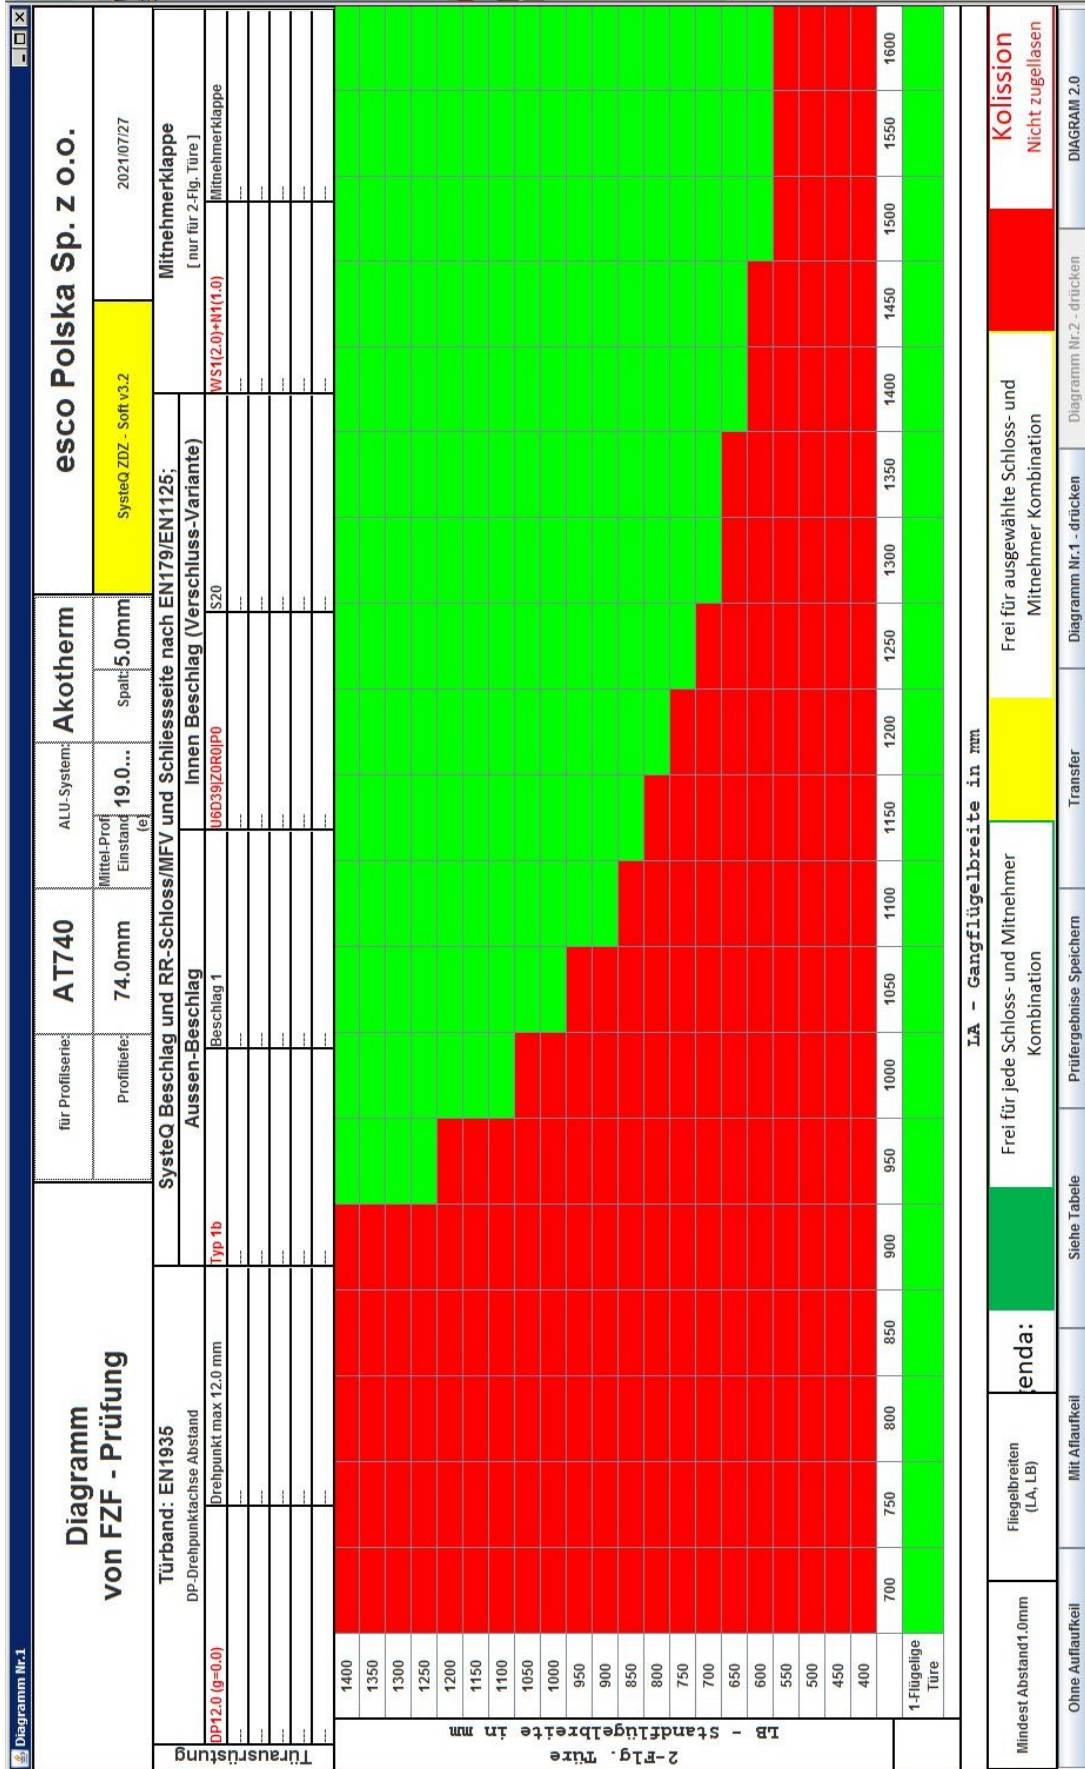 Diagramm Nr.1
Diagramm
von FZF - Prüfung
für Profilserie:
AT740
ALU-System:
Akotherm
esco Polska Sp. z o.o.
Profiltiefe:
74.0mm
Mittel-Prof
Einstand
(e)
19.0...
Spalt:
5.0mm
SysteQ ZDZ - Soft v3.2
2021/07/27
Türausrüstung
Türband: EN1935
DP-Drehpunktachse Abstand
SysteQ Beschlag und RR-Schloss/MFV und Schliessseite nach EN179/EN1125;
Aussen-Beschlag
Innen Beschlag (Verschluss-Variante)
Mitnehmerklappe
[ nur für 2-Flg. Türe ]
DP12.0 (g=0.0)
Drehpunkt max 12.0 mm
Typ 1b
Beschlag 1
U6D39|Z0R0|P0
S20
WS1(2.0)+N1(1.0)
Mitnehmerklappe
--- --- --- --- --- --- --- ---
--- --- --- --- --- --- --- ---
--- --- --- --- --- --- --- ---
--- --- --- --- --- --- --- ---
--- --- --- --- --- --- --- ---
2-Flg. Türe
LB - Standflügelbreite in mm
1400
1350
1300
1250
1200
1150
1100
1050
1000
950
900
850
800
750
700
650
600
550
500
450
400
700 750 800 850 900 950 1000 1050 1100 1150 1200 1250 1300 1350 1400 1450 1500 1550 1600
1-Flügelige
Türe
LA - Gangflügelbreite in mm
Mindest Abstand1.0mm
Fliegelbreiten
(LA, LB)
enda:
Frei für jede Schloss- und Mitnehmer
Kombination
Frei für ausgewählte Schloss- und
Mitnehmer Kombination
Kolission
Nicht zugellasen
Ohne Auflaufkeil
Mit Aflaufkeil
Siehe Tabele
Prüfergebnise Speichern
Transfer
Diagramm Nr.1 - drücken
Diagramm Nr.2 - drücken
DIAGRAM 2.0